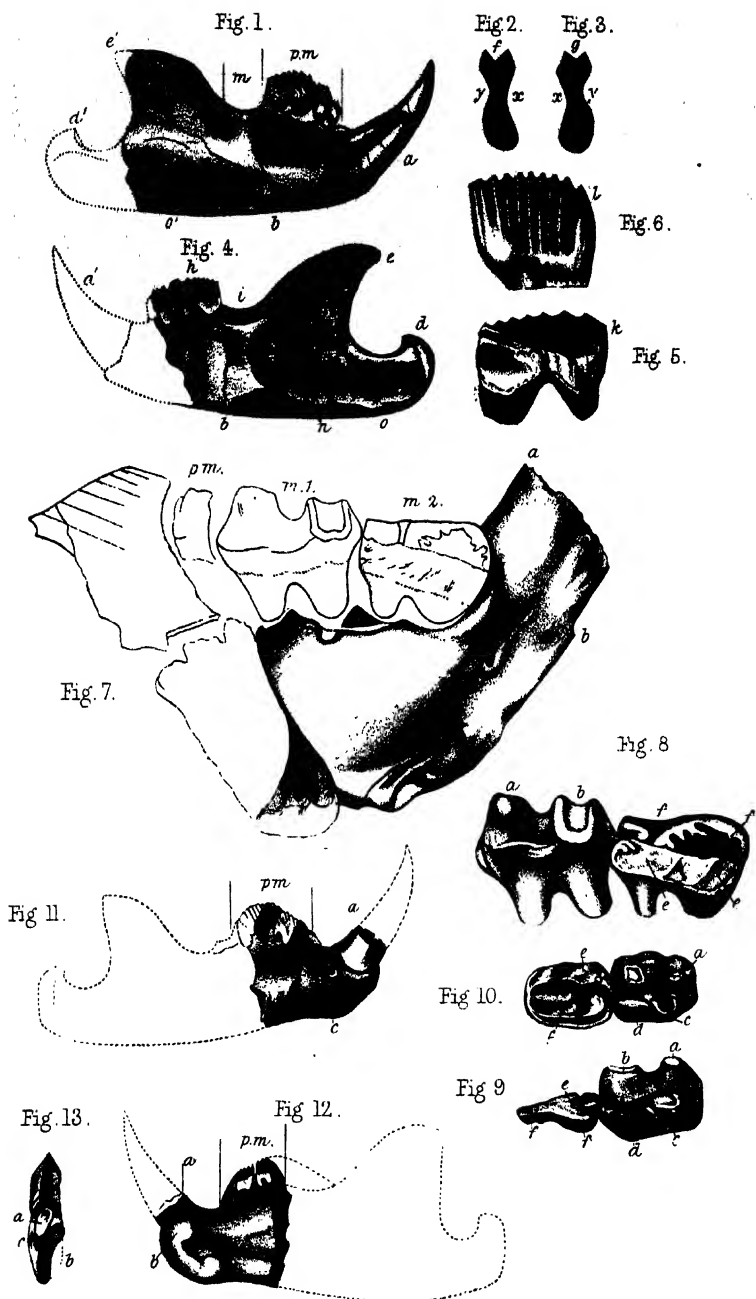 Fig. 1.
e'
m
p.m
d'
a
o'
b
Fig. 2.
f
y
x
Fig. 3.
g
x
y
l
Fig. 6.
Fig. 4.
h
a'
i
e
d
b
n
o
k
Fig 5.
p m.
m.1.
m 2.
a
b
Fig. 7.
Fig. 8
a
b
f
f
e
e
Fig 11.
p m
a
c
Fig 10.
e
a
f
d
c
Fig 9
b
a
e
f
f
d
c
Fig. 13.
a
c
b
Fig 12.
p.m.
a
b